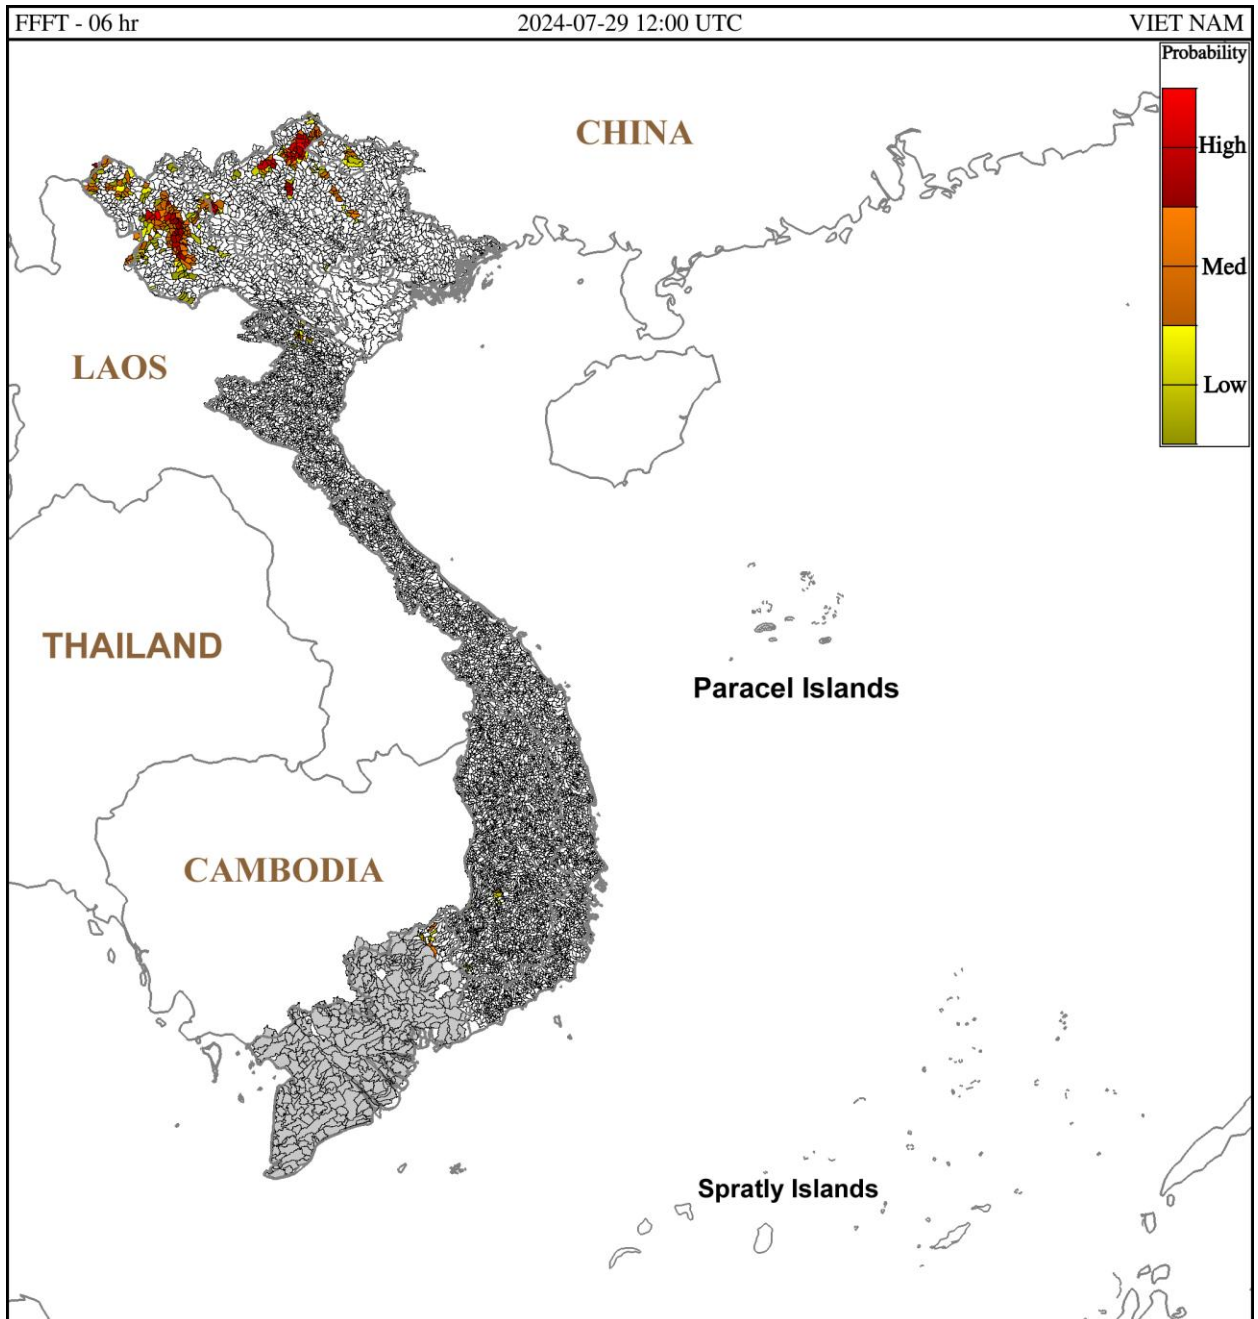 FFFT - 06 hr 2024-07-29 12:00 UTC VIET NAM
Probability
CHINA
High
Med
LAOS
Low
THAILAND
Paracel Islands
CAMBODIA
Spratly Islands